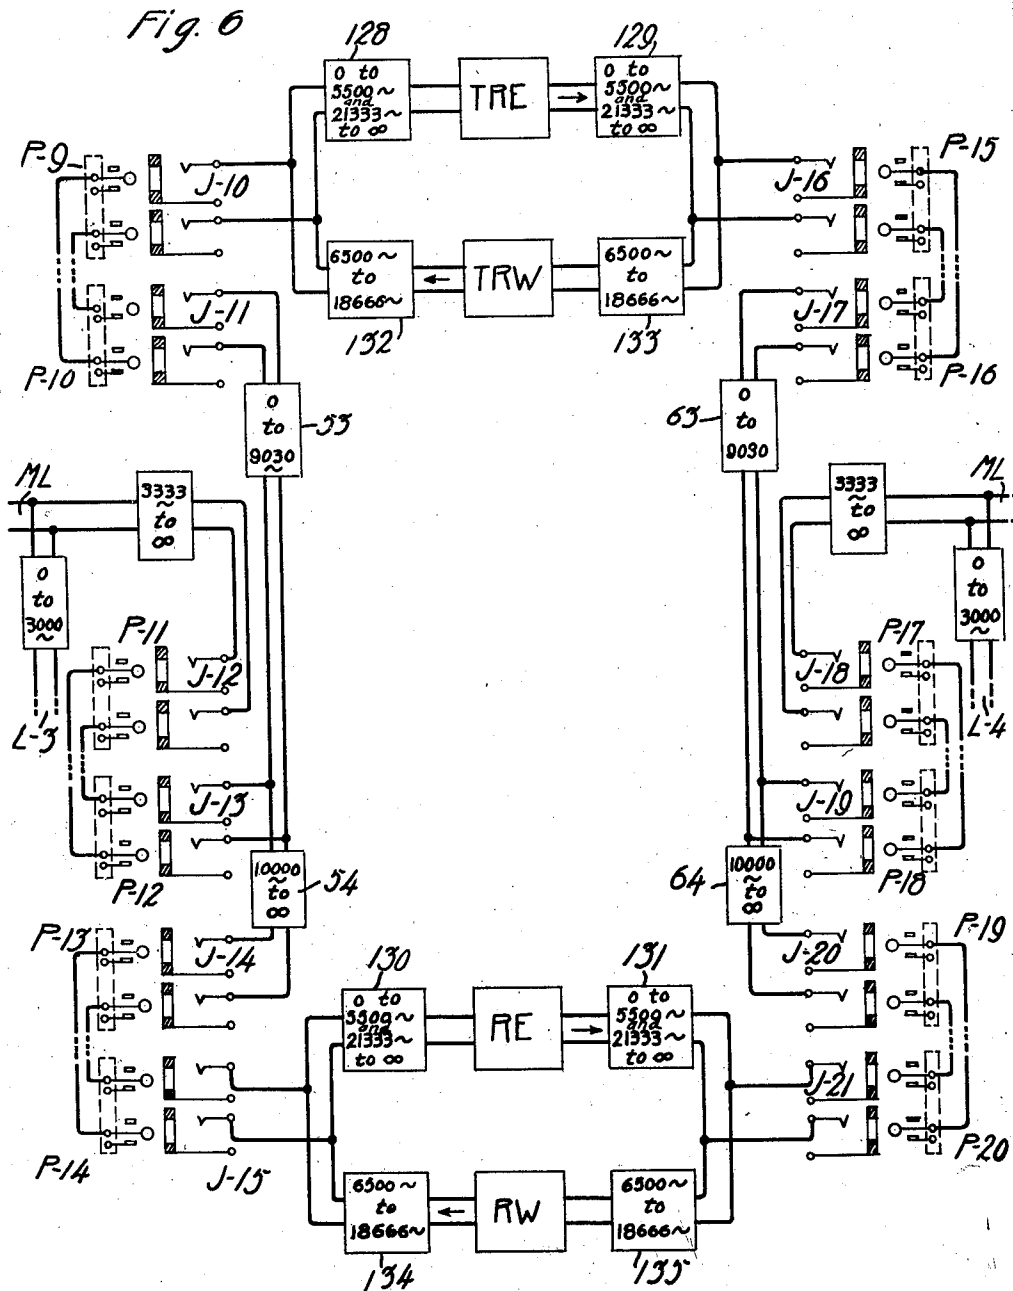 Fig. 6
128
129
0 to
5500 ~
and
21333 ~
to ∞
TRE
→
0 to
5500 ~
and
21333 ~
to ∞
P-9
J-10
J-16
P-15
6500 ~
to
18666 ~
←
TRW
6500 ~
to
18666 ~
132
133
J-11
J-17
P-10
P-16
0
to
9030
~
53
63
0
to
9030
ML
3333
~
to
∞
3333
~
to
∞
ML
0
to
3000
~
0
to
3000
~
P-11
P-17
J-12
J-18
L-3
L-4
J-13
J-19
P-12
P-18
10000
~
to
∞
54
64
10000
~
to
∞
P-13
P-19
J-14
J-20
130
131
0 to
5500 ~
and
21333 ~
to ∞
RE
→
0 to
5500 ~
and
21333 ~
to ∞
J-21
P-14
J-15
P-20
6500 ~
to
18666 ~
←
RW
6500 ~
to
18666 ~
134
135